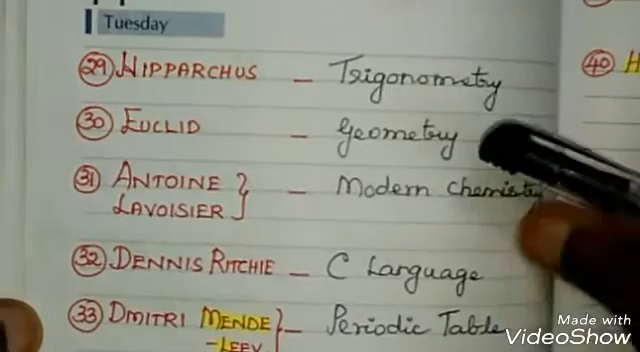 Tuesday
29 HIPPARCHUS – Trigonometry
40 H
30 EUCLID – Geometry
31 ANTOINE } – Modern Chemistry
LAVOISIER
32 DENNIS RITCHIE – C Language
33 DMITRI MENDE } – Periodic Table
-LEEV
Made with
VideoShow